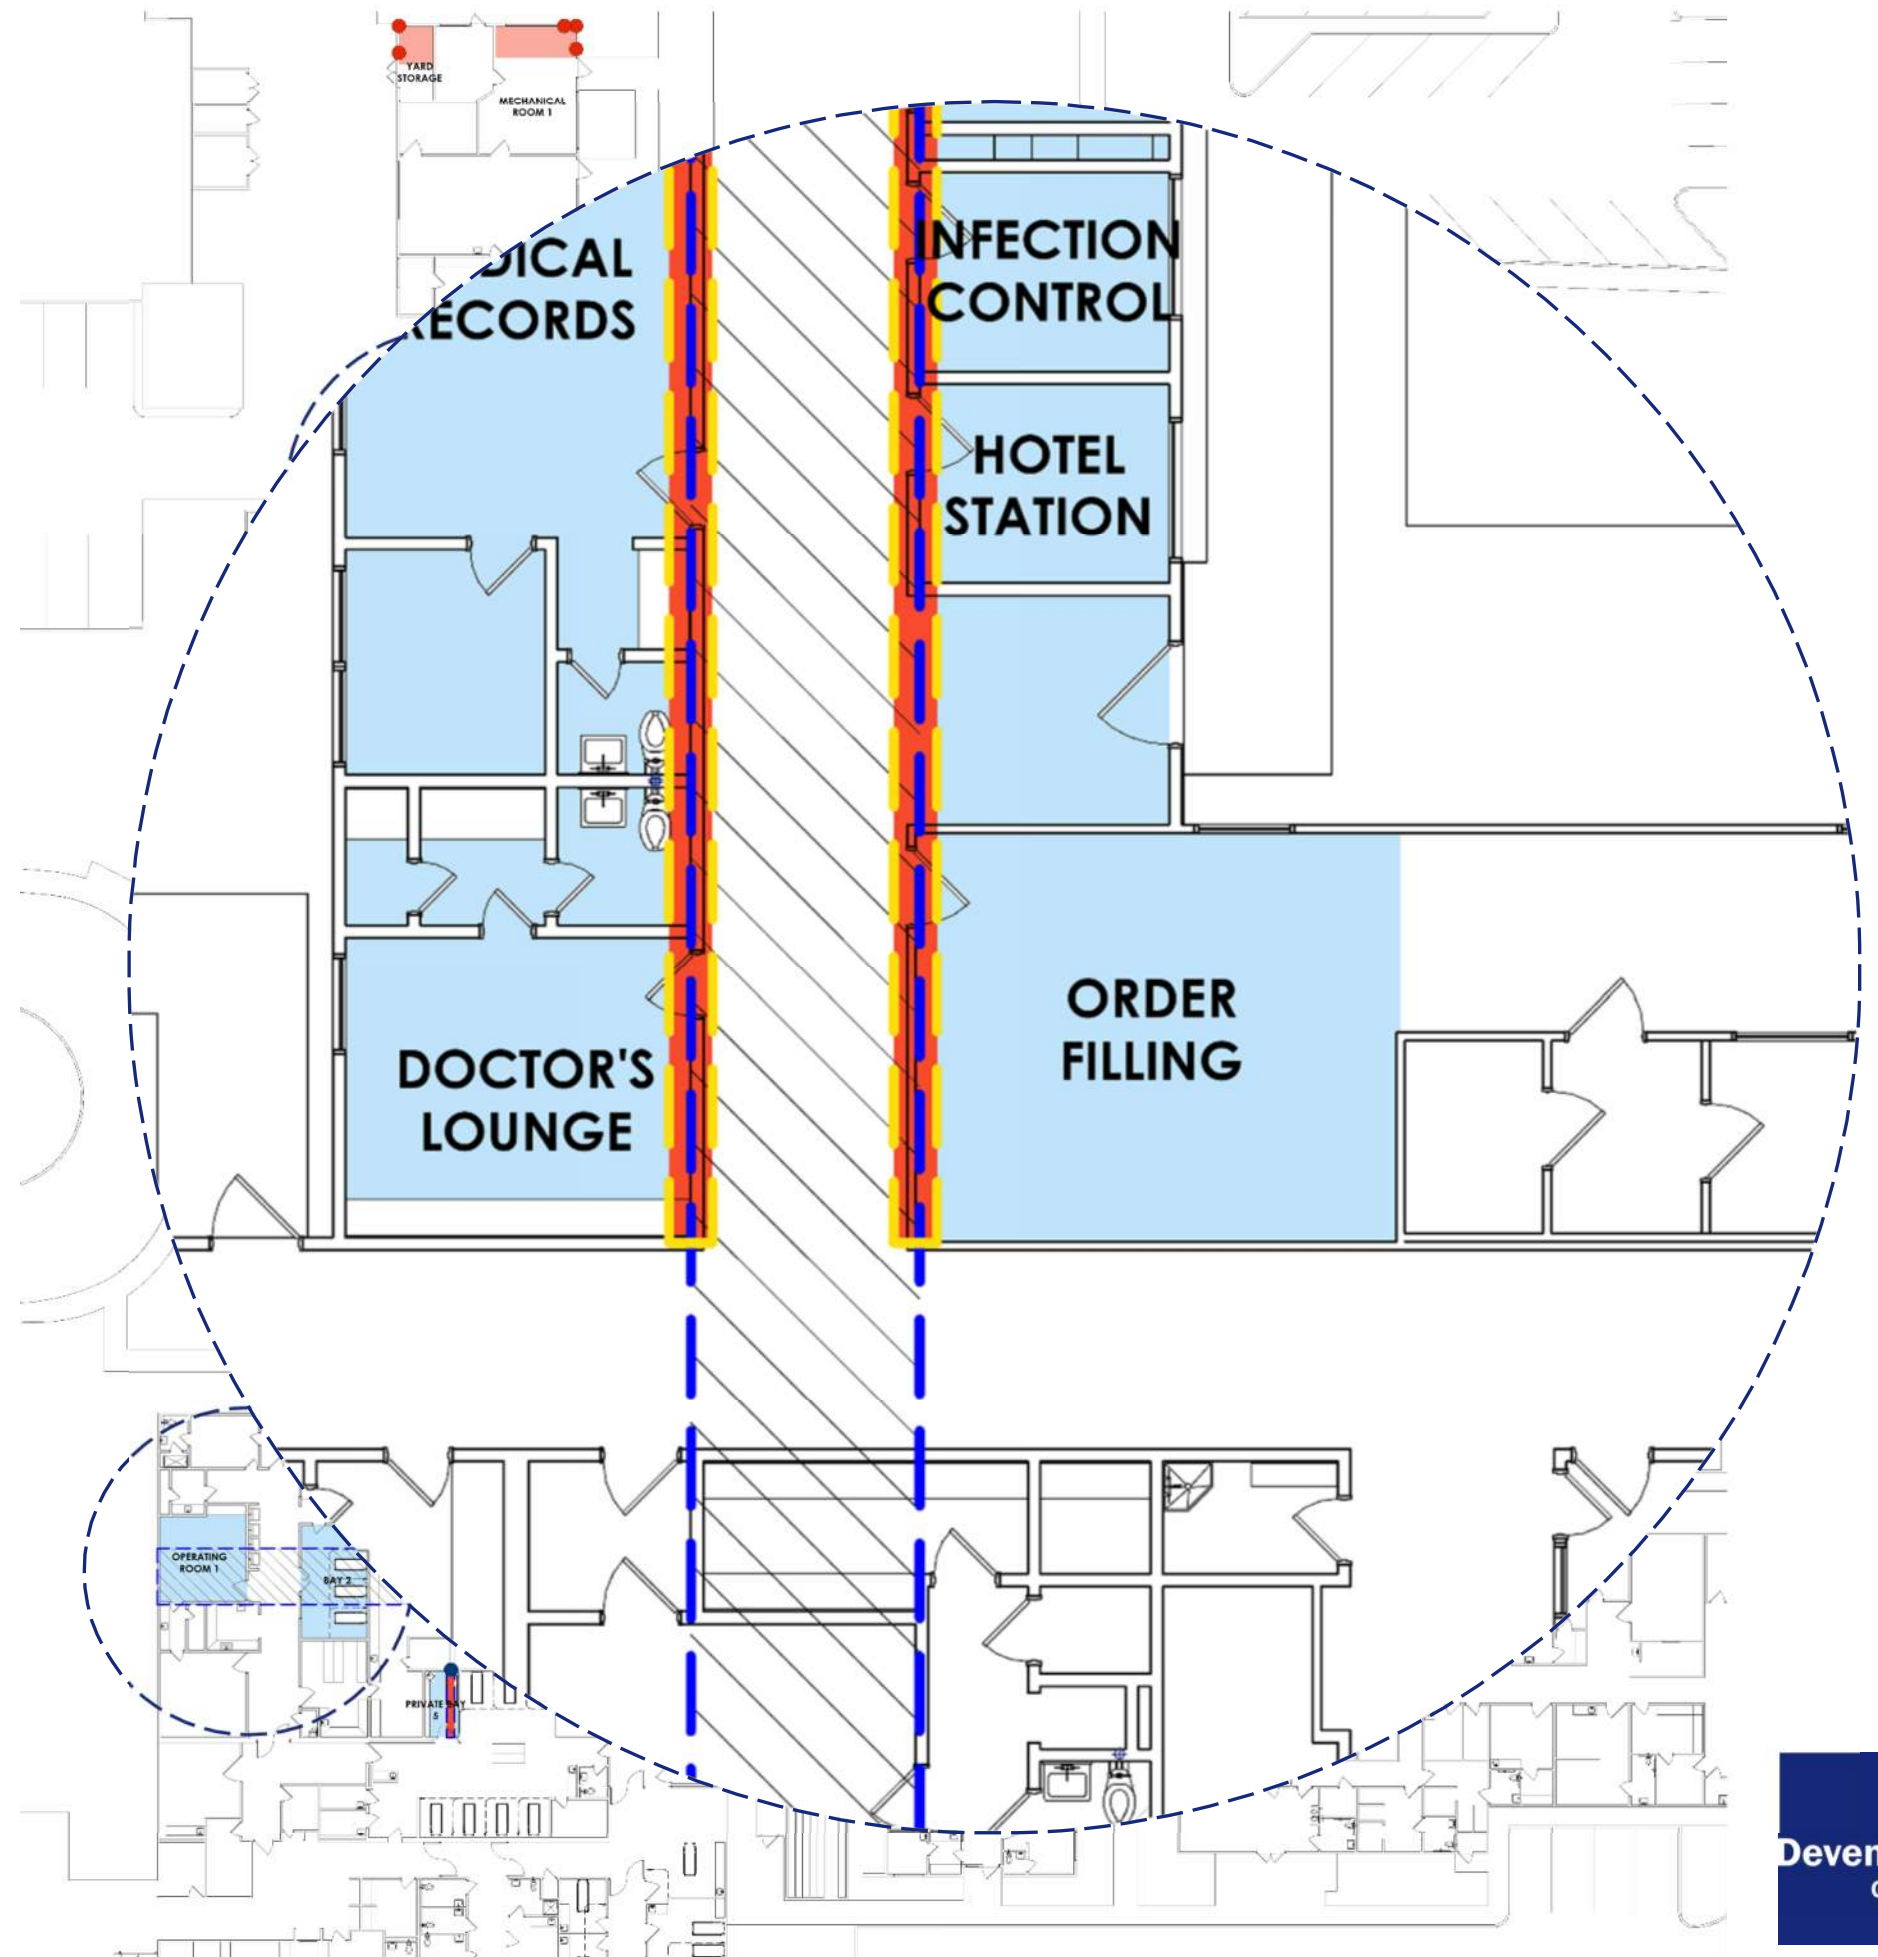 YARD
STORAGE
MECHANICAL
ROOM 1
DICAL
RECORDS
INFECTION
CONTROL
HOTEL
STATION
ORDER
FILLING
DOCTOR'S
LOUNGE
OPERATING
ROOM 1
BAY 2
PRIVATE BAY
5
Deven